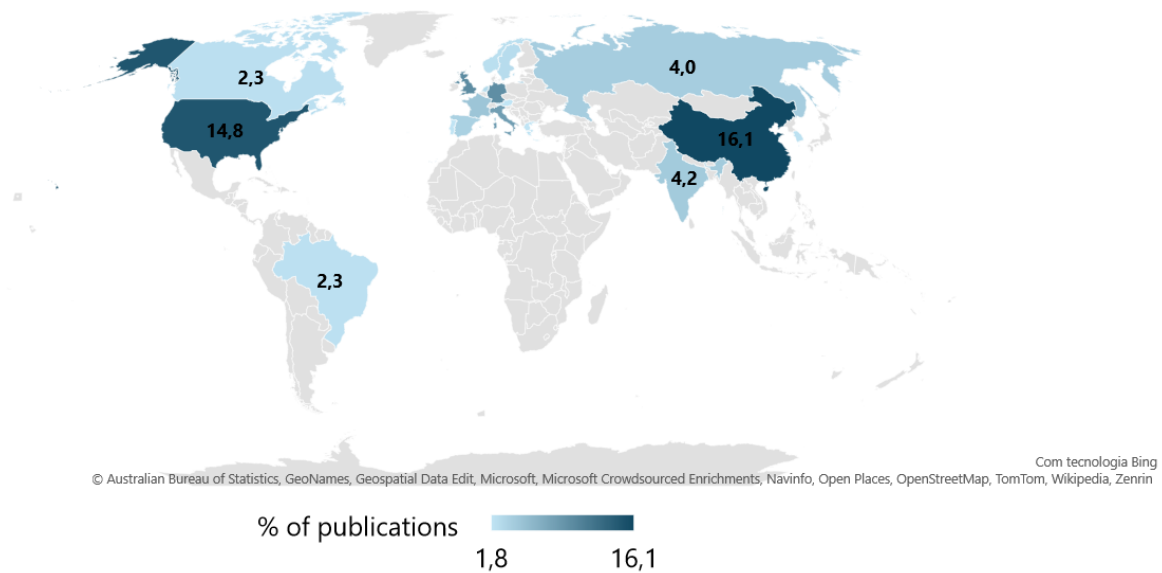 4,0
2,3
14,8
16,1
4,2
2,3
Com tecnologia Bing
© Australian Bureau of Statistics, GeoNames, Geospatial Data Edit, Microsoft, Microsoft Crowdsourced Enrichments, Navinfo, Open Places, OpenStreetMap, TomTom, Wikipedia, Zenrin
% of publications
1,8 16,1